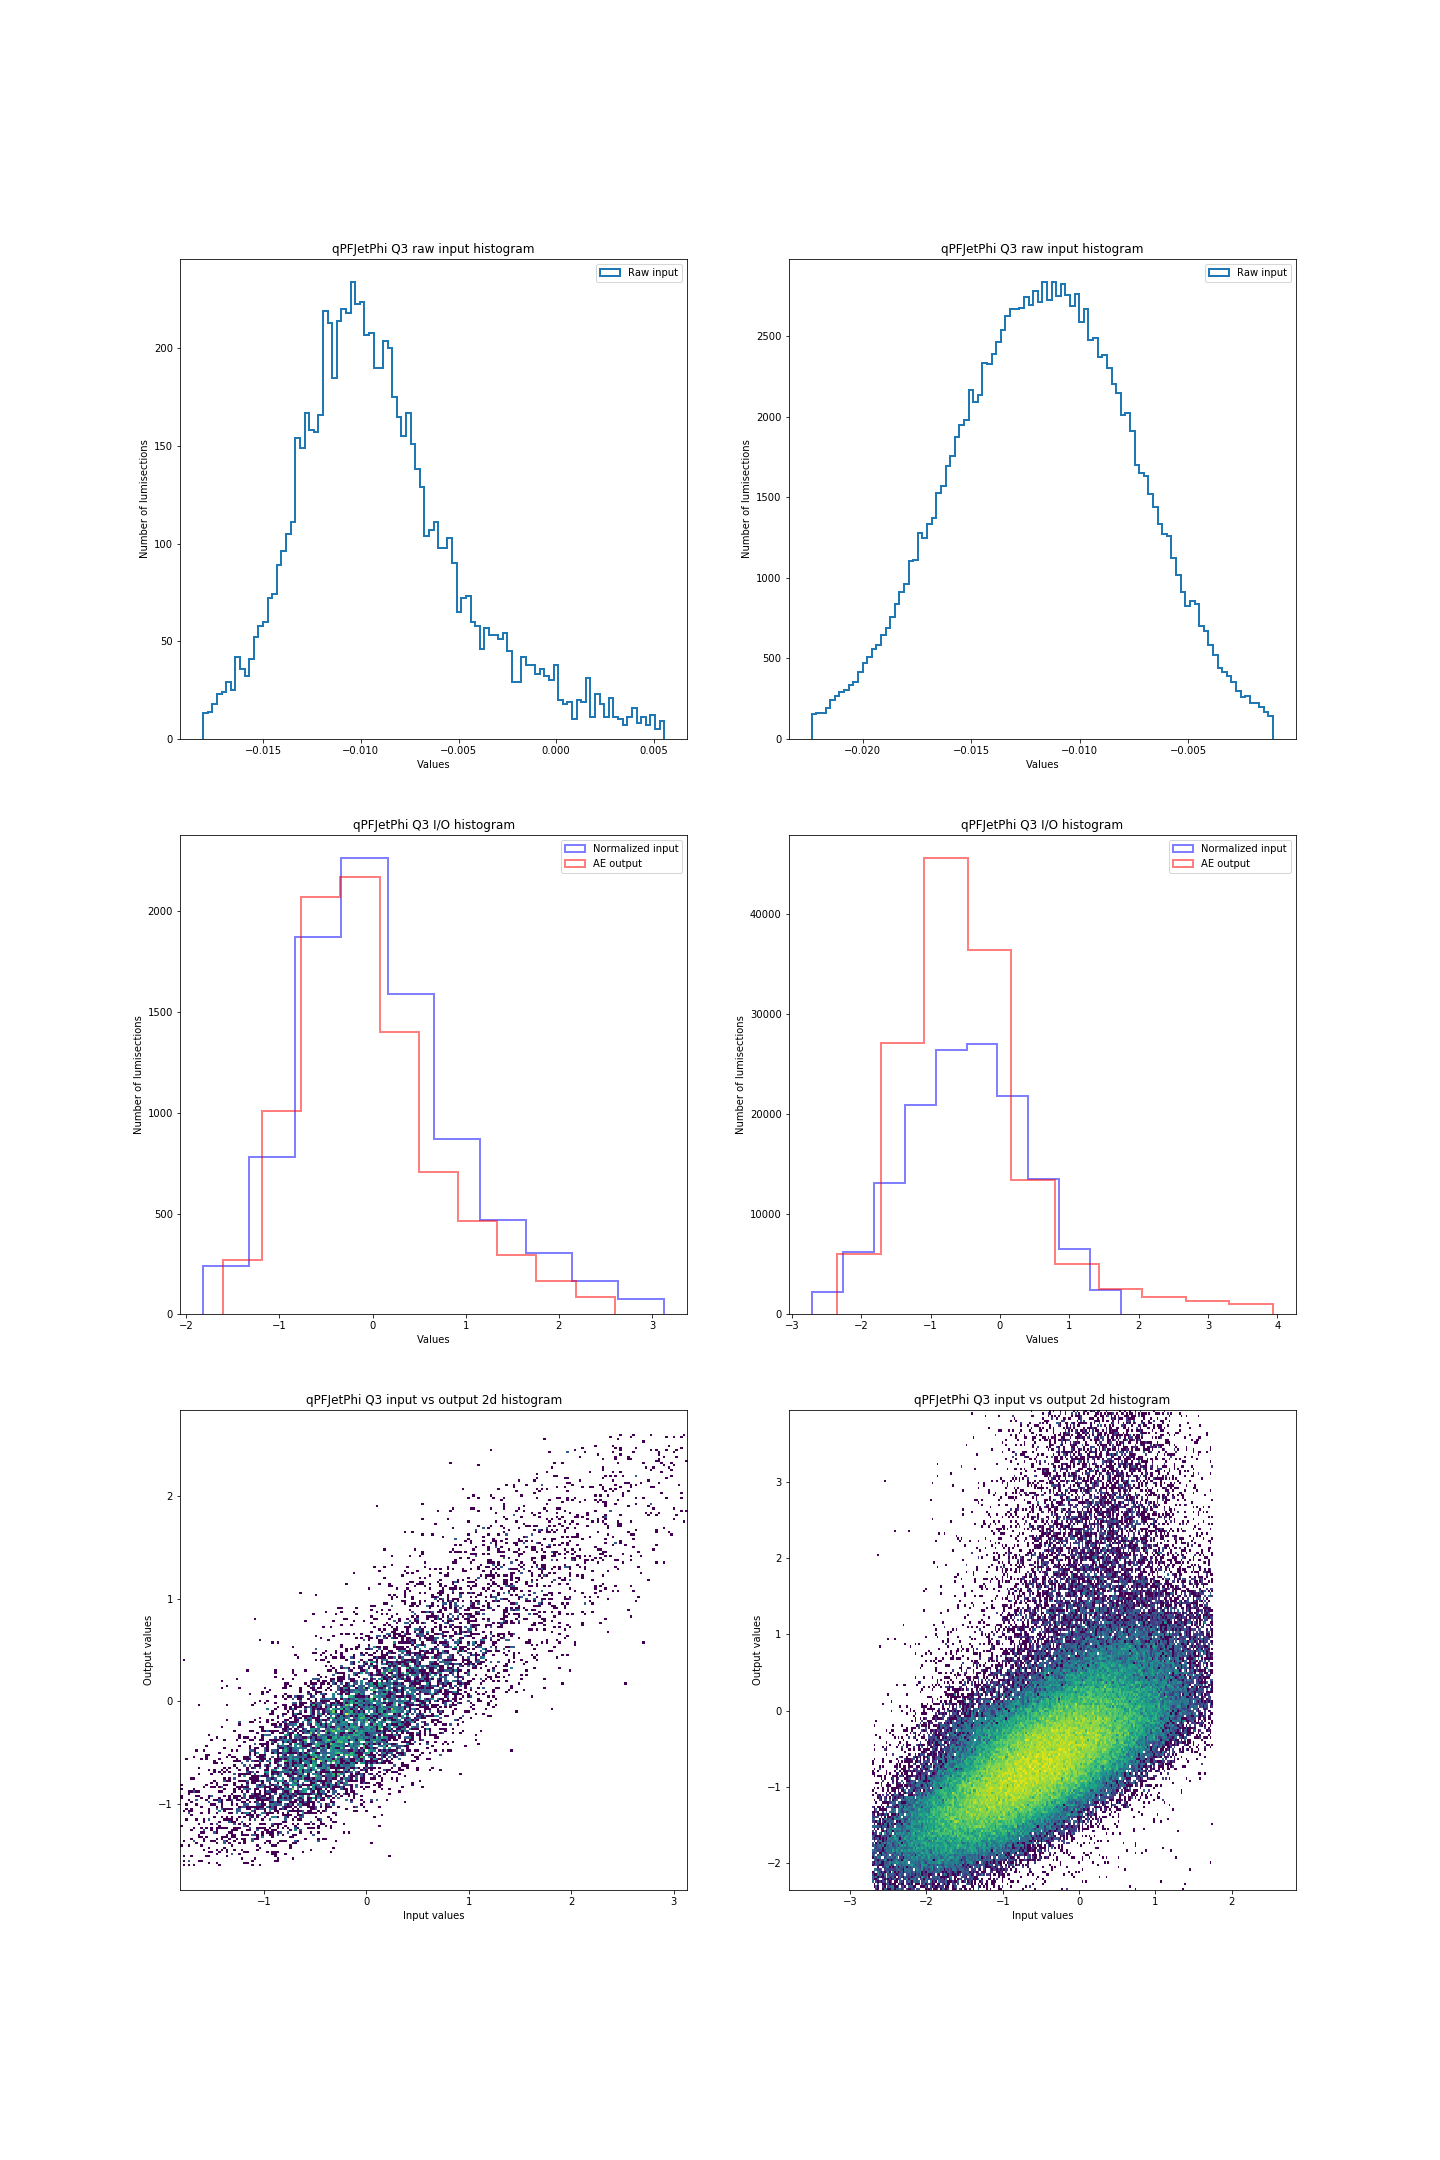 qPFJetPhi Q3 raw input histogram
Raw input
Number of lumisections
200
150
100
50
0
−0.015 −0.010 −0.005 0.000 0.005
Values
qPFJetPhi Q3 raw input histogram
Raw input
Number of lumisections
2500
2000
1500
1000
500
0
−0.020 −0.015 −0.010 −0.005
Values
qPFJetPhi Q3 I/O histogram
Normalized input
AE output
Number of lumisections
2000
1500
1000
500
0
−2 −1 0 1 2 3
Values
qPFJetPhi Q3 I/O histogram
Normalized input
AE output
Number of lumisections
40000
30000
20000
10000
0
−3 −2 −1 0 1 2 3 4
Values
qPFJetPhi Q3 input vs output 2d histogram
Output values
2
1
0
−1
−1 0 1 2 3
Input values
qPFJetPhi Q3 input vs output 2d histogram
Output values
3
2
1
0
−1
−2
−3 −2 −1 0 1 2
Input values